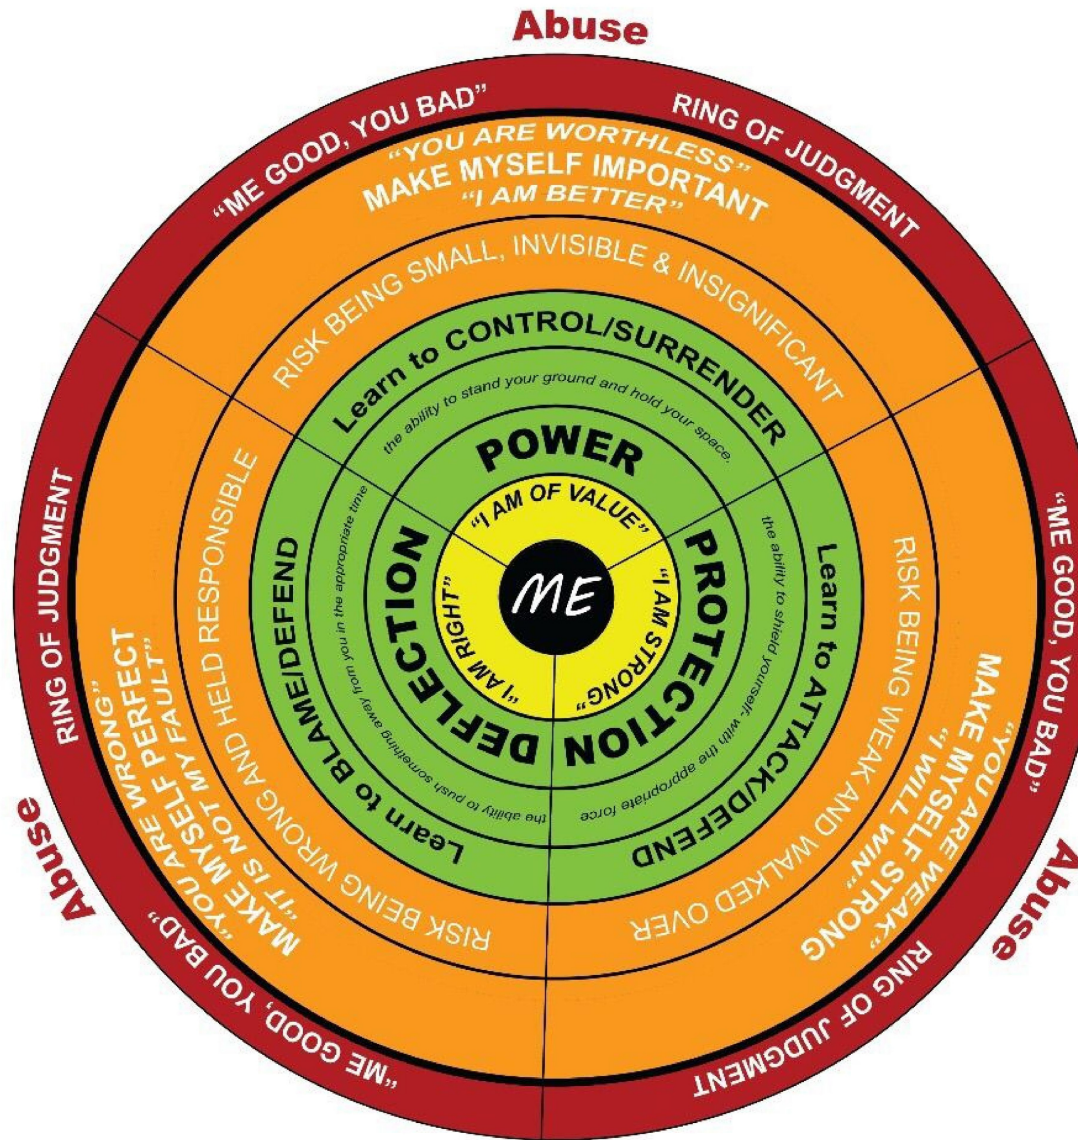 Abuse
"ME GOOD, YOU BAD"
RING OF JUDGMENT
"YOU ARE WORTHLESS"
MAKE MYSELF IMPORTANT
"I AM BETTER"
RISK BEING SMALL, INVISIBLE & INSIGNIFICANT
Learn to CONTROL/SURRENDER
the ability to stand your ground and hold your space.
POWER
"I AM OF VALUE"
ME
"I AM STRONG"
PROTECTION
the ability to shield yourself- with the appropriate force
Learn to ATTACK/DEFEND
RISK BEING WEAK AND WALKED OVER
"I WILL WIN"
MAKE MYSELF STRONG
"YOU ARE WEAK"
"ME GOOD, YOU BAD"
RING OF JUDGMENT
Abuse
"I AM RIGHT"
DEFLECTION
the ability to push something away from you in the appropriate time
Learn to BLAME/DEFEND
RISK BEING WRONG AND HELD RESPONSIBLE
"IT IS NOT MY FAULT"
MAKE MYSELF PERFECT
"YOU ARE WRONG"
"ME GOOD, YOU BAD"
RING OF JUDGMENT
Abuse